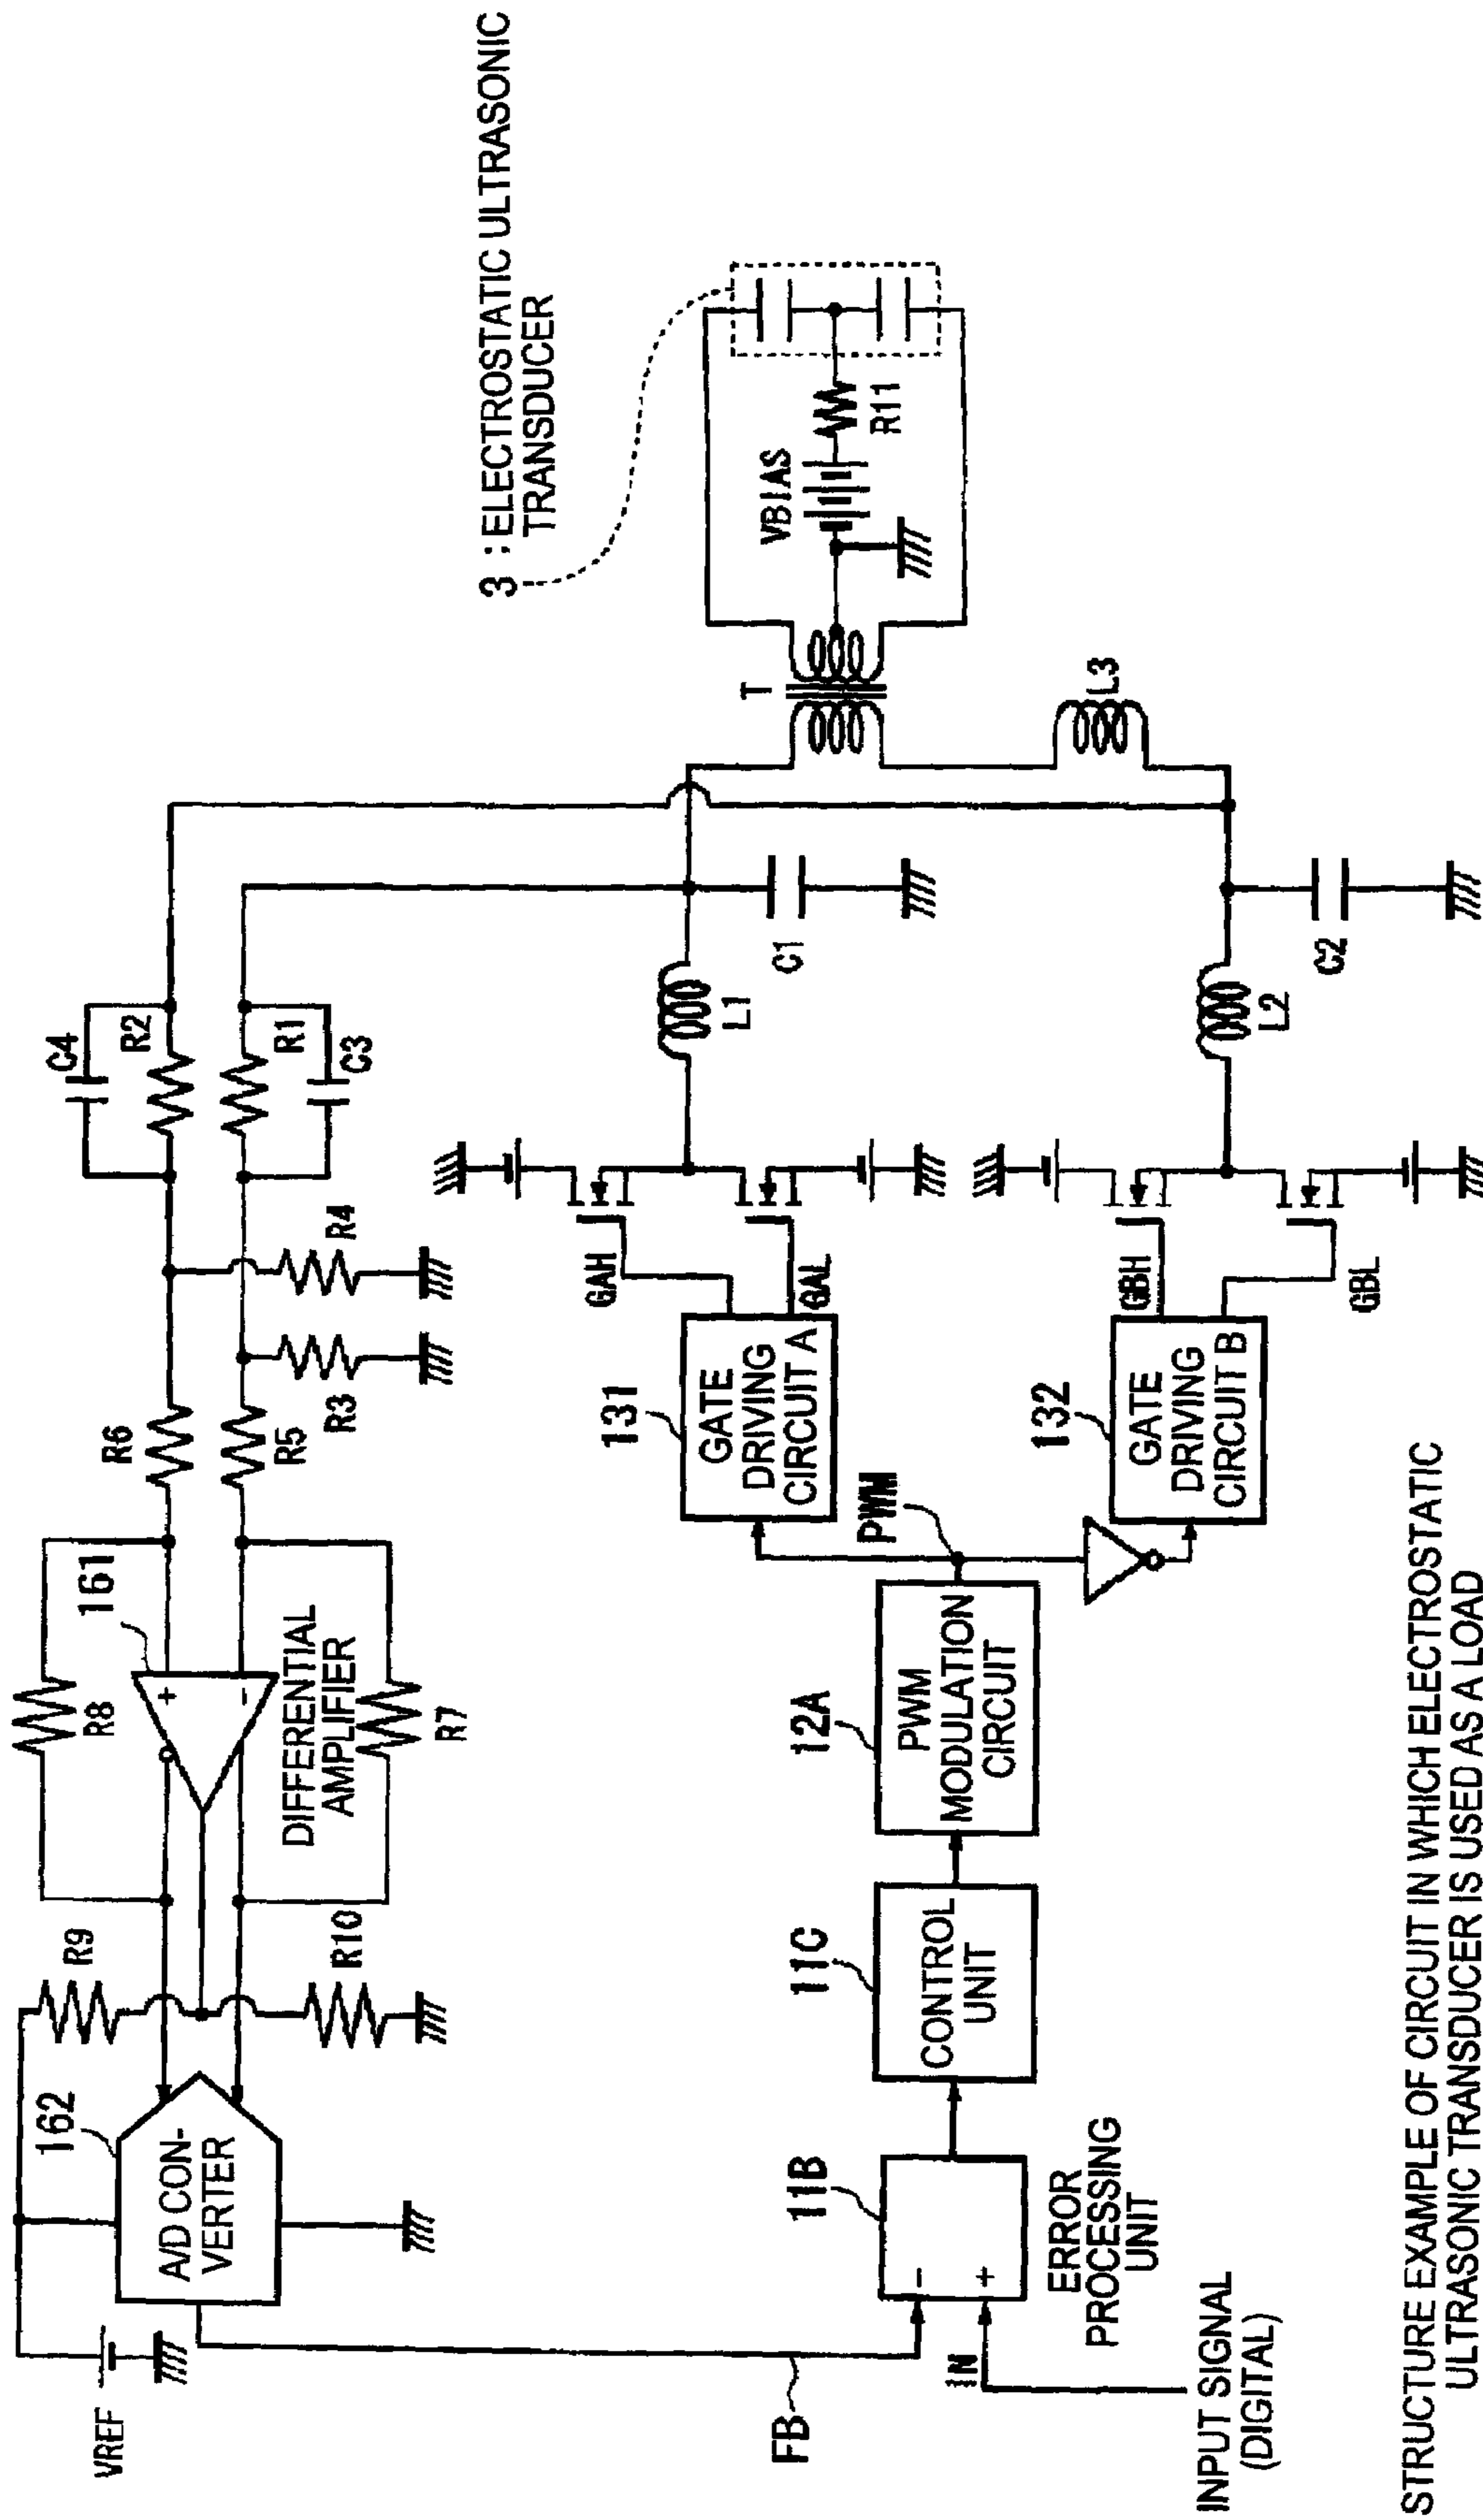 VREF
162
A/D CON-
VERTER
R9
R10
R8
161
+
-
DIFFERENTIAL
AMPLIFIER
R7
R6
R5
R3
R4
C4
R2
R1
C3
3 : ELECTROSTATIC ULTRASONIC
TRANSDUCER
FB
IN
INPUT SIGNAL
(DIGITAL)
11B
-
+
ERROR
PROCESSING
UNIT
11C
CONTROL
UNIT
12A
PWM
MODULATION
CIRCUIT
PWM
131
GATE
DRIVING
CIRCUIT A
GAH
GAL
132
GATE
DRIVING
CIRCUIT B
GBH
GBL
L1
C1
L2
C2
T
L3
VBIAS
R11
STRUCTURE EXAMPLE OF CIRCUIT IN WHICH ELECTROSTATIC
ULTRASONIC TRANSDUCER IS USED AS A LOAD